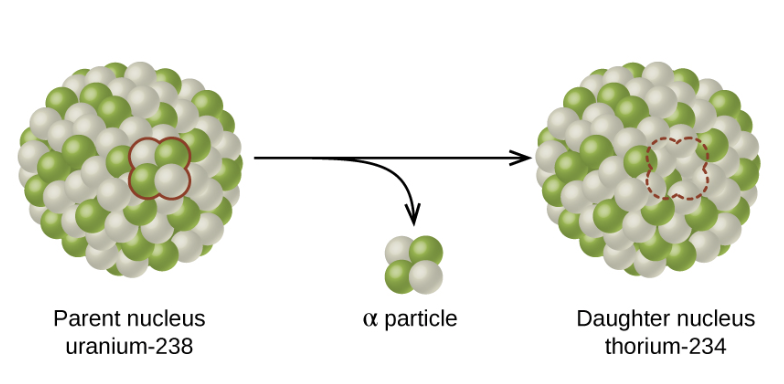 Parent nucleus
uranium-238
α particle
Daughter nucleus
thorium-234